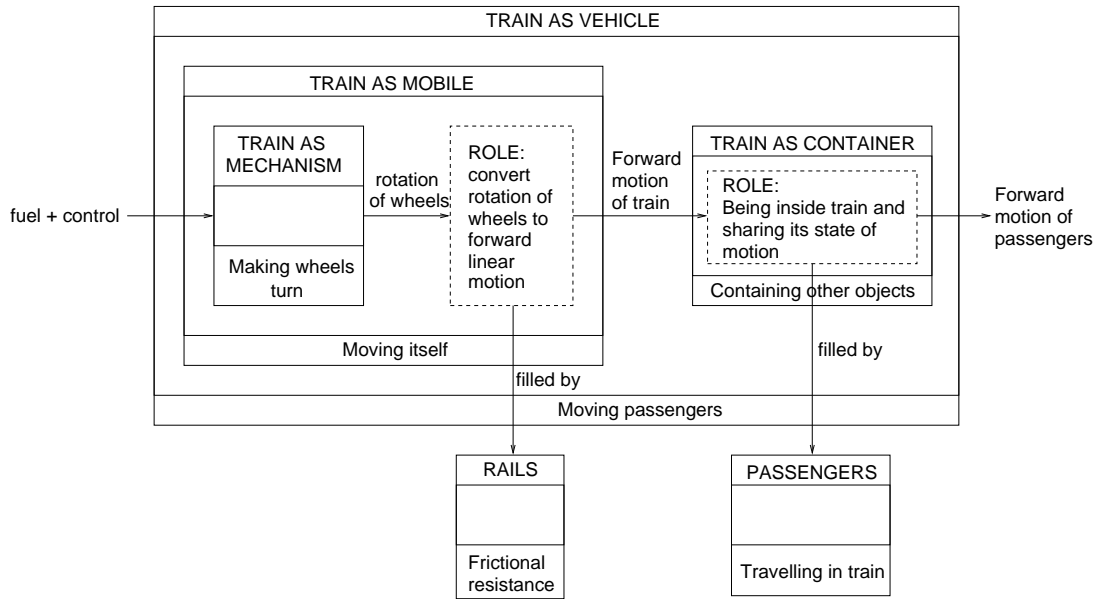 TRAIN AS VEHICLE
TRAIN AS MOBILE
TRAIN AS
MECHANISM
Making wheels
turn
fuel + control
rotation
of wheels
ROLE:
convert
rotation of
wheels to
forward
linear
motion
Moving itself
Forward
motion
of train
TRAIN AS CONTAINER
ROLE:
Being inside train and
sharing its state of
motion
Containing other objects
Forward
motion of
passengers
filled by
filled by
Moving passengers
RAILS
Frictional
resistance
PASSENGERS
Travelling in train